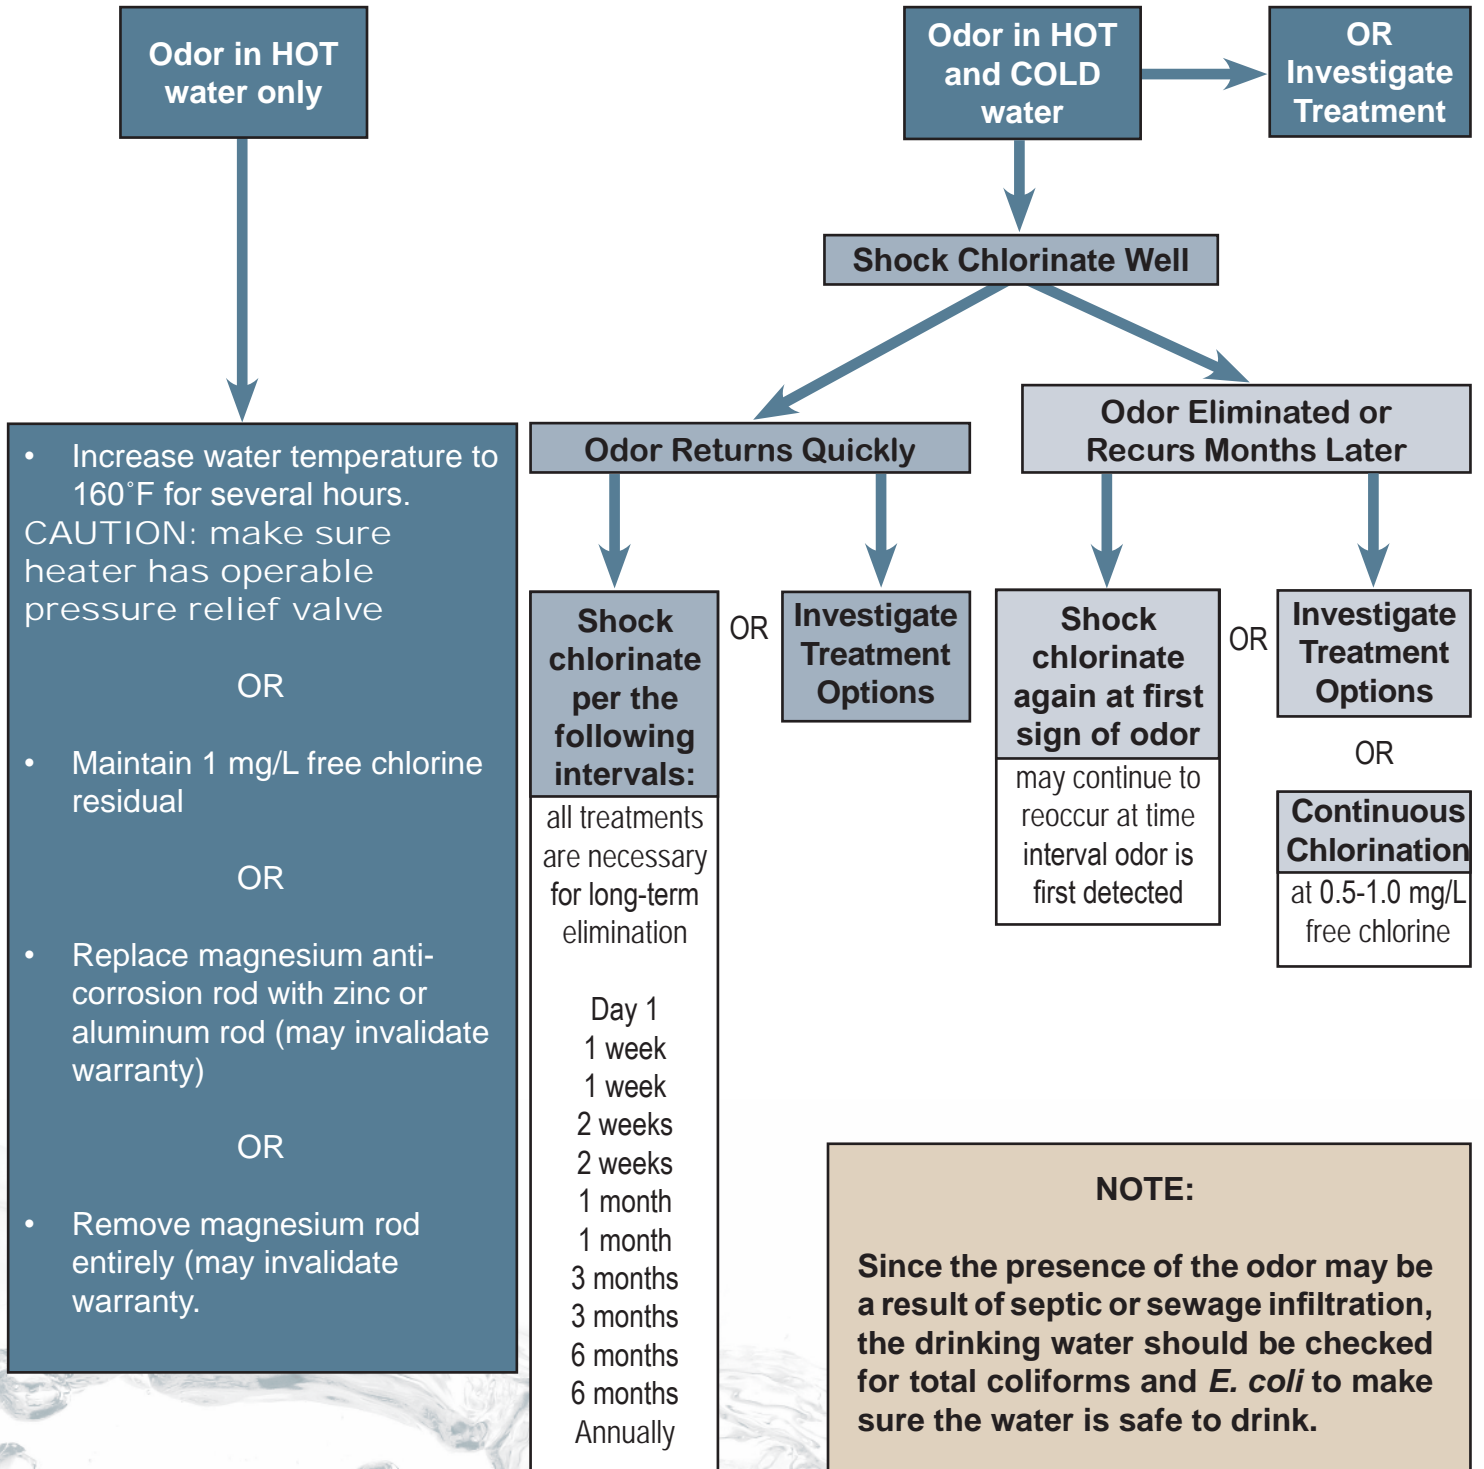 Odor in HOT
water only
• Increase water temperature to
160˚F for several hours.
CAUTION: make sure
heater has operable
pressure relief valve
OR
• Maintain 1 mg/L free chlorine
residual
OR
• Replace magnesium anti-
corrosion rod with zinc or
aluminum rod (may invalidate
warranty)
OR
• Remove magnesium rod
entirely (may invalidate
warranty.
Odor in HOT
and COLD
water
OR
Investigate
Treatment
Shock Chlorinate Well
Odor Returns Quickly
Shock
chlorinate
per the
following
intervals:
all treatments
are necessary
for long-term
elimination
Day 1
1 week
1 week
2 weeks
2 weeks
1 month
1 month
3 months
3 months
6 months
6 months
Annually
OR
Investigate
Treatment
Options
Odor Eliminated or
Recurs Months Later
Shock
chlorinate
again at first
sign of odor
may continue to
reoccur at time
interval odor is
first detected
OR
Investigate
Treatment
Options
OR
Continuous
Chlorination
at 0.5-1.0 mg/L
free chlorine
NOTE:
Since the presence of the odor may be
a result of septic or sewage infiltration,
the drinking water should be checked
for total coliforms and E. coli to make
sure the water is safe to drink.